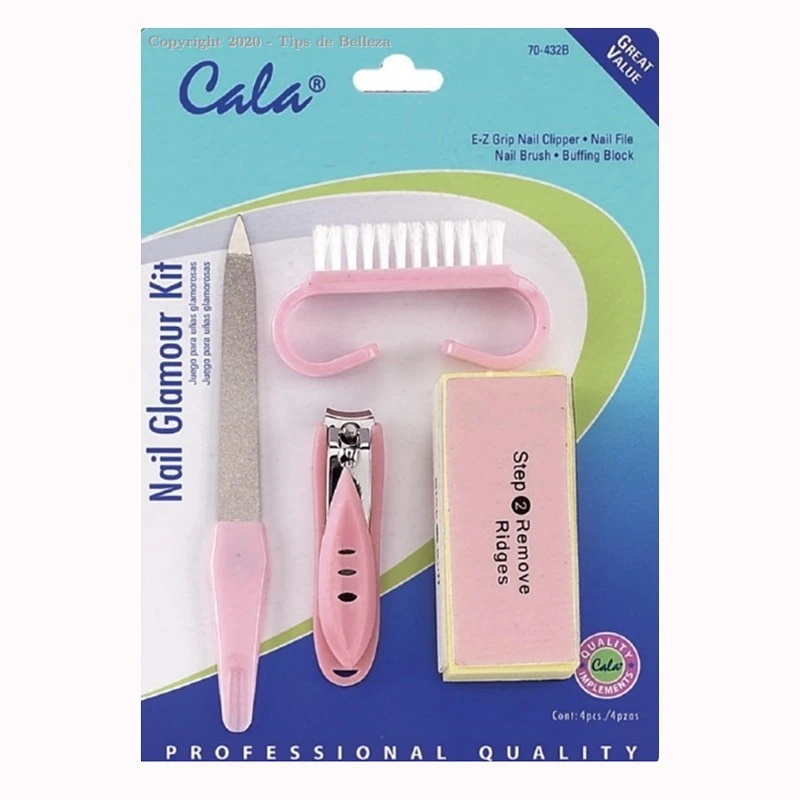 Copyright 2020 - Tips de Belleza
70-432B
GREAT
VALUE
Cala®
E-Z Grip Nail Clipper • Nail File
Nail Brush • Buffing Block
Nail Glamour Kit
Juego para uñas glamorosas
Juego para uñas glamorosas
Step 2 Remove
Ridges
QUALITY
Cala
IMPLEMENTS
Cont: 4pcs./4pzas
PROFESSIONAL QUALITY